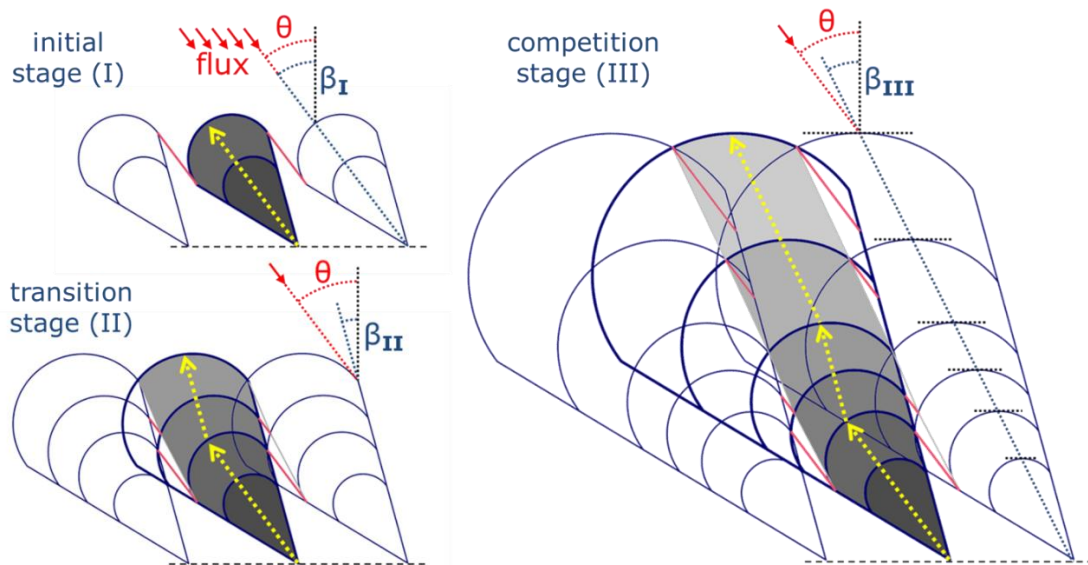 initial
stage (I)
flux
θ
β_I
transition
stage (II)
θ
β_II
competition
stage (III)
θ
β_III